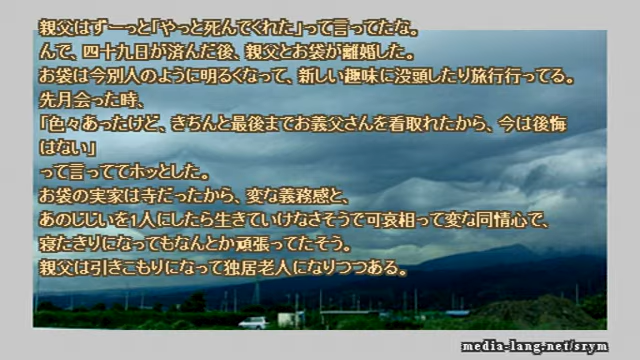 親父はずーっと「やっと死んでくれた」って言ってたな。
んで、四十九日が済んだ後、親父とお袋が離婚した。
お袋は今別人のように明るくなって、新しい趣味に没頭したり旅行行ってる。
先月会った時、
「色々あったけど、きちんと最後までお義父さんを看取れたから、今は後悔
はない」
って言っててホッとした。
お袋の実家は寺だったから、変な義務感と、
あのじじいを1人にしたら生きていけなさそうで可哀相って変な同情心で、
寝たきりになってもなんとか頑張ってたそう。
親父は引きこもりになって独居老人になりつつある。
media-lang.net/srym